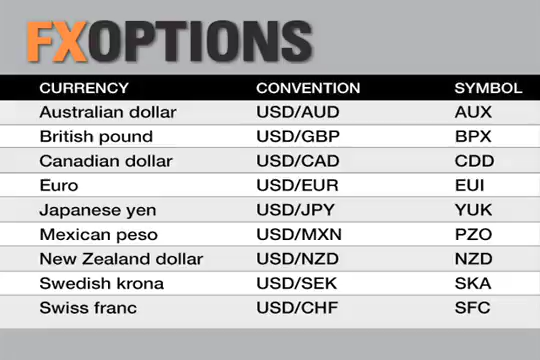 FXOPTIONS
CURRENCY CONVENTION SYMBOL
Australian dollar USD/AUD AUX
British pound USD/GBP BPX
Canadian dollar USD/CAD CDD
Euro USD/EUR EUI
Japanese yen USD/JPY YUK
Mexican peso USD/MXN PZO
New Zealand dollar USD/NZD NZD
Swedish krona USD/SEK SKA
Swiss franc USD/CHF SFC